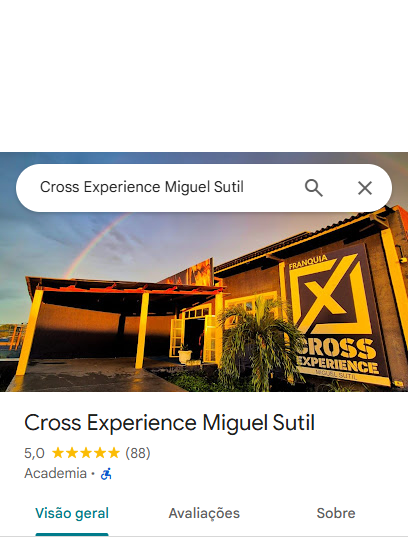 Cross Experience Miguel Sutil
FRANQUIA
X
CROSS
EXPERIENCE
MIGUEL SUTIL
Cross Experience Miguel Sutil
5,0 ★★★★★ (88)
Academia ·
Visão geral Avaliações Sobre